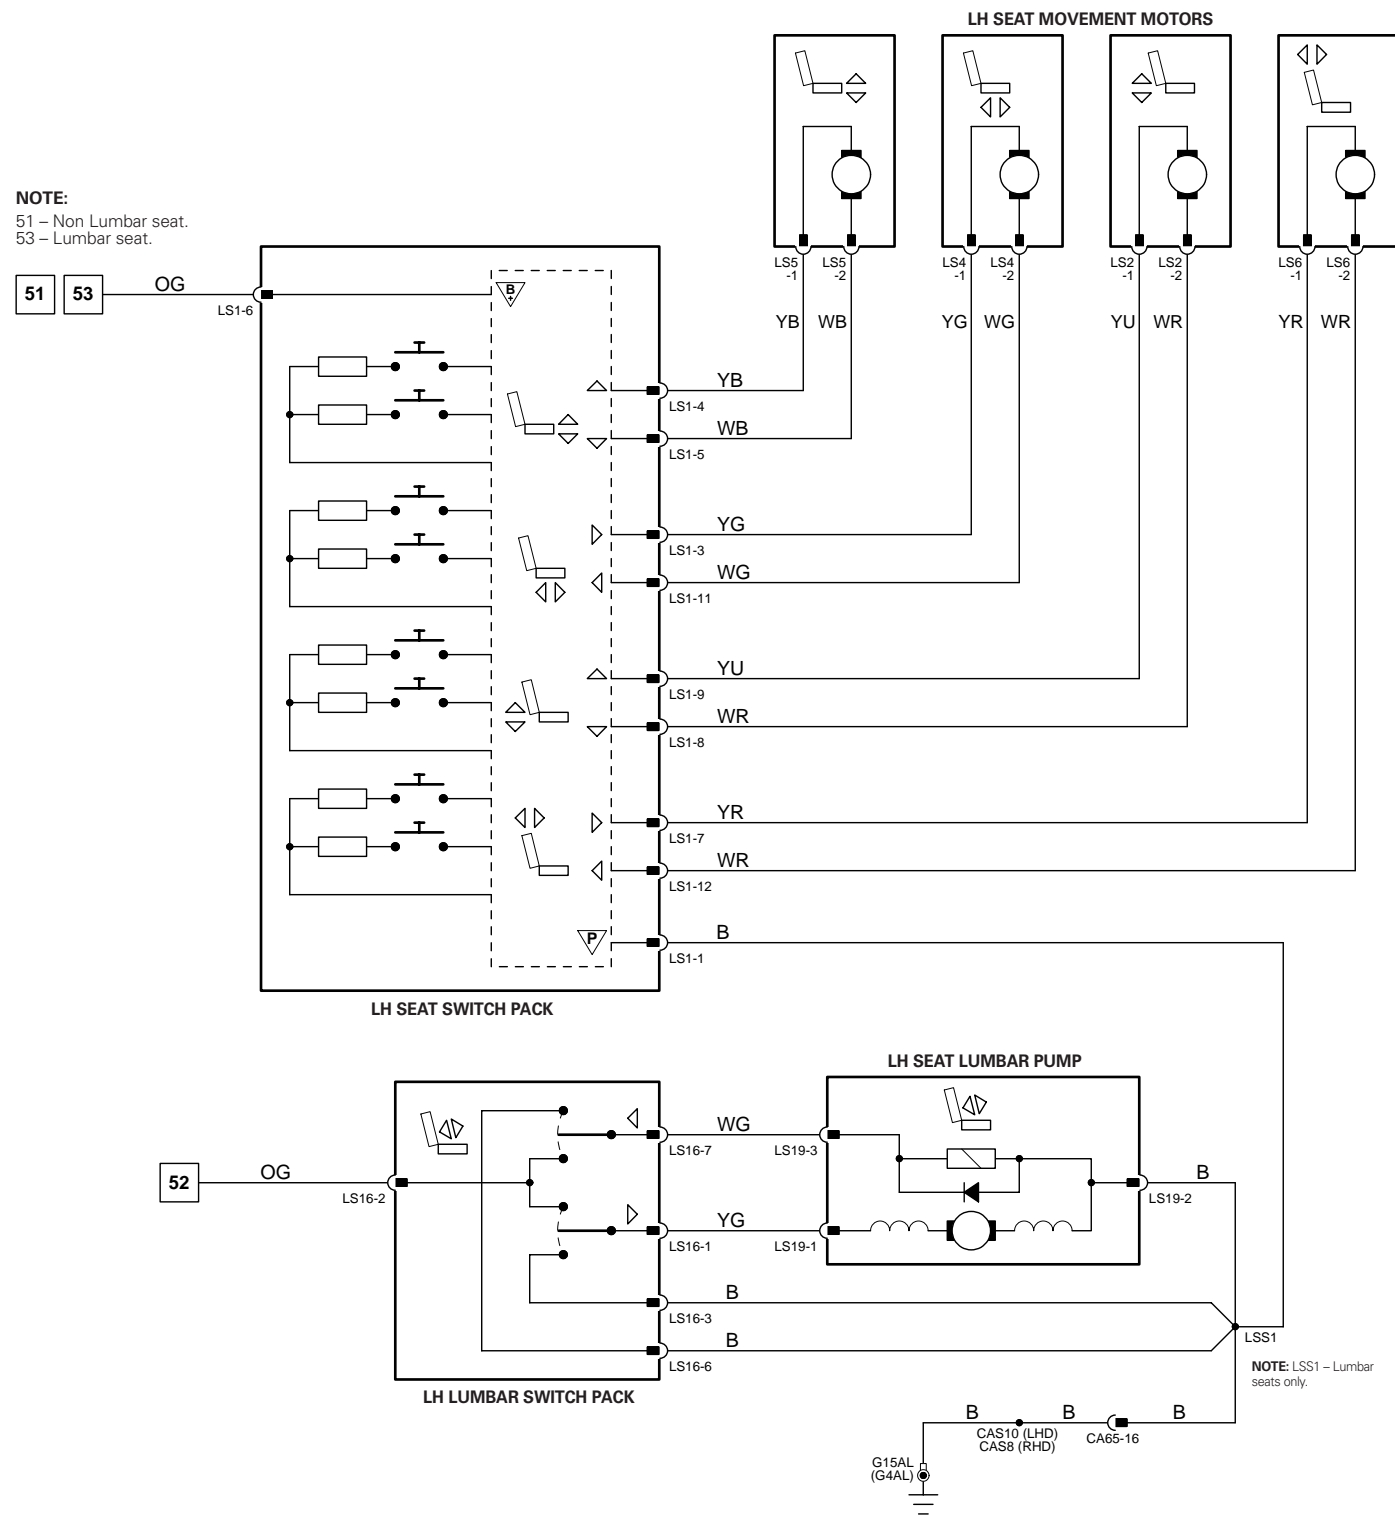 LH SEAT MOVEMENT MOTORS
NOTE:
51 – Non Lumbar seat.
53 – Lumbar seat.
51
53
OG
LS1-6
B
+
LS5
-1
LS5
-2
LS4
-1
LS4
-2
LS2
-1
LS2
-2
LS6
-1
LS6
-2
YB
WB
YG
WG
YU
WR
YR
WR
YB
LS1-4
WB
LS1-5
YG
LS1-3
WG
LS1-11
YU
LS1-9
WR
LS1-8
YR
LS1-7
WR
LS1-12
P
B
LS1-1
LH SEAT SWITCH PACK
LH SEAT LUMBAR PUMP
52
OG
LS16-2
WG
LS16-7
LS19-3
B
LS19-2
YG
LS16-1
LS19-1
B
LS16-3
B
LS16-6
LSS1
NOTE: LSS1 – Lumbar
seats only.
LH LUMBAR SWITCH PACK
B
B
B
CAS10 (LHD)
CAS8 (RHD)
CA65-16
G15AL
(G4AL)